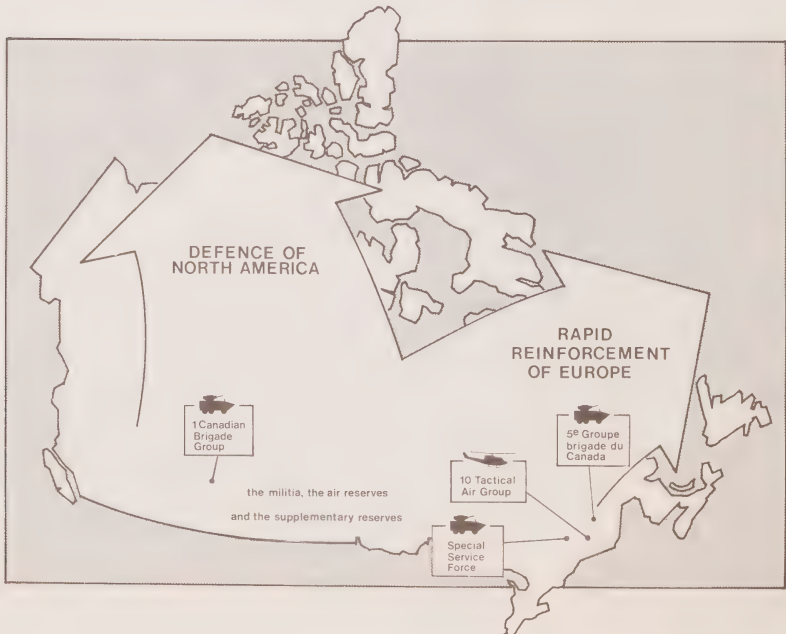 DEFENCE OF
NORTH AMERICA
RAPID
REINFORCEMENT
OF EUROPE
1 Canadian
Brigade
Group
5e Groupe
brigade du
Canada
10 Tactical
Air Group
the militia, the air reserves
and the supplementary reserves
Special
Service
Force